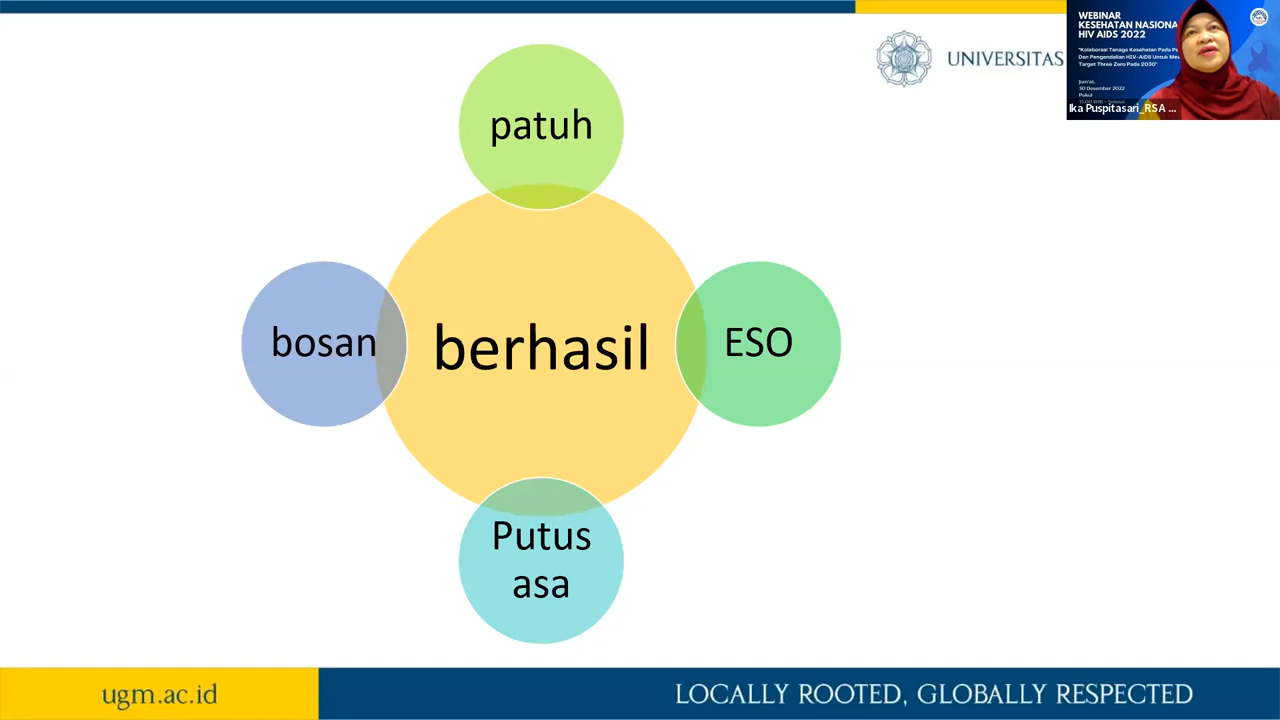 WEBINAR
KESEHATAN NASIONA
HIV AIDS 2022
"Kolaborasi Tenaga Kesehatan Pada Pe
Dan Pengendalian HIV-AIDS Untuk Me
Target Three Zero Pada 2030"
Jum'at,
30 Desember 2022
Pukul
Ika Puspitasari_RSA ...
UNIVERSITAS
patuh
bosan
berhasil
ESO
Putus
asa
ugm.ac.id
LOCALLY ROOTED, GLOBALLY RESPECTED